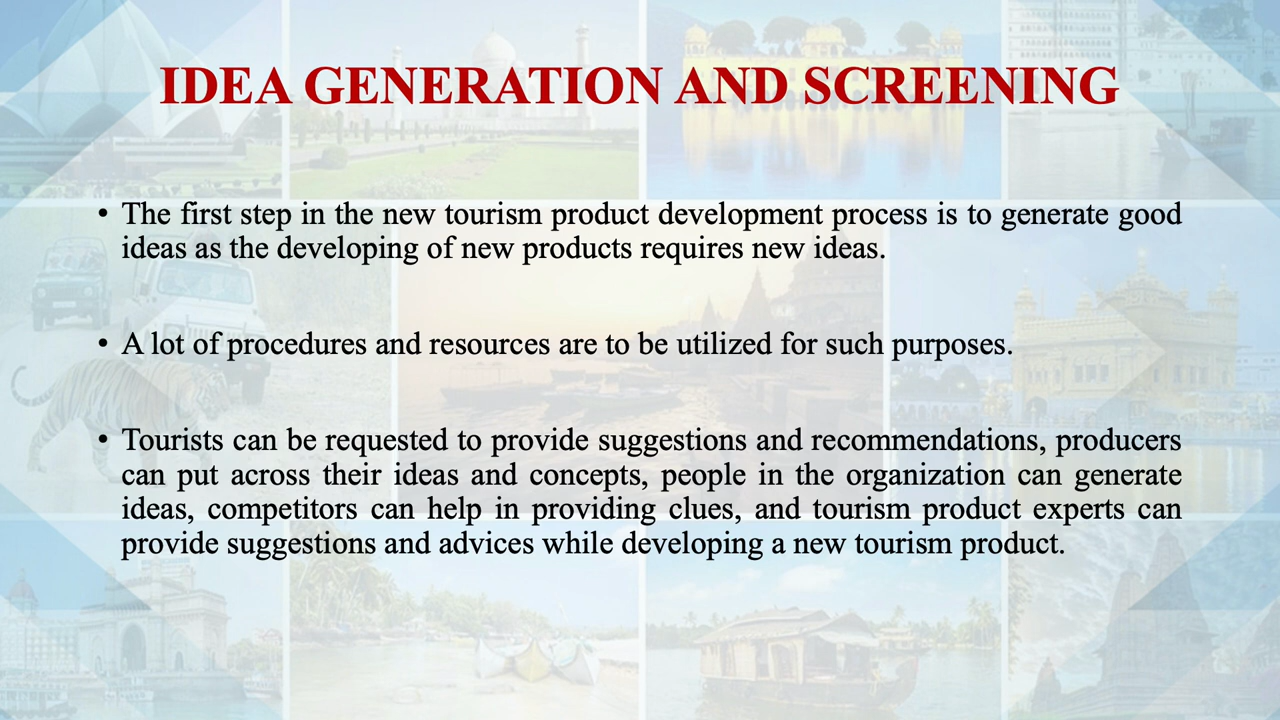 IDEA GENERATION AND SCREENING
• The first step in the new tourism product development process is to generate good
ideas as the developing of new products requires new ideas.
• A lot of procedures and resources are to be utilized for such purposes.
• Tourists can be requested to provide suggestions and recommendations, producers
can put across their ideas and concepts, people in the organization can generate
ideas, competitors can help in providing clues, and tourism product experts can
provide suggestions and advices while developing a new tourism product.